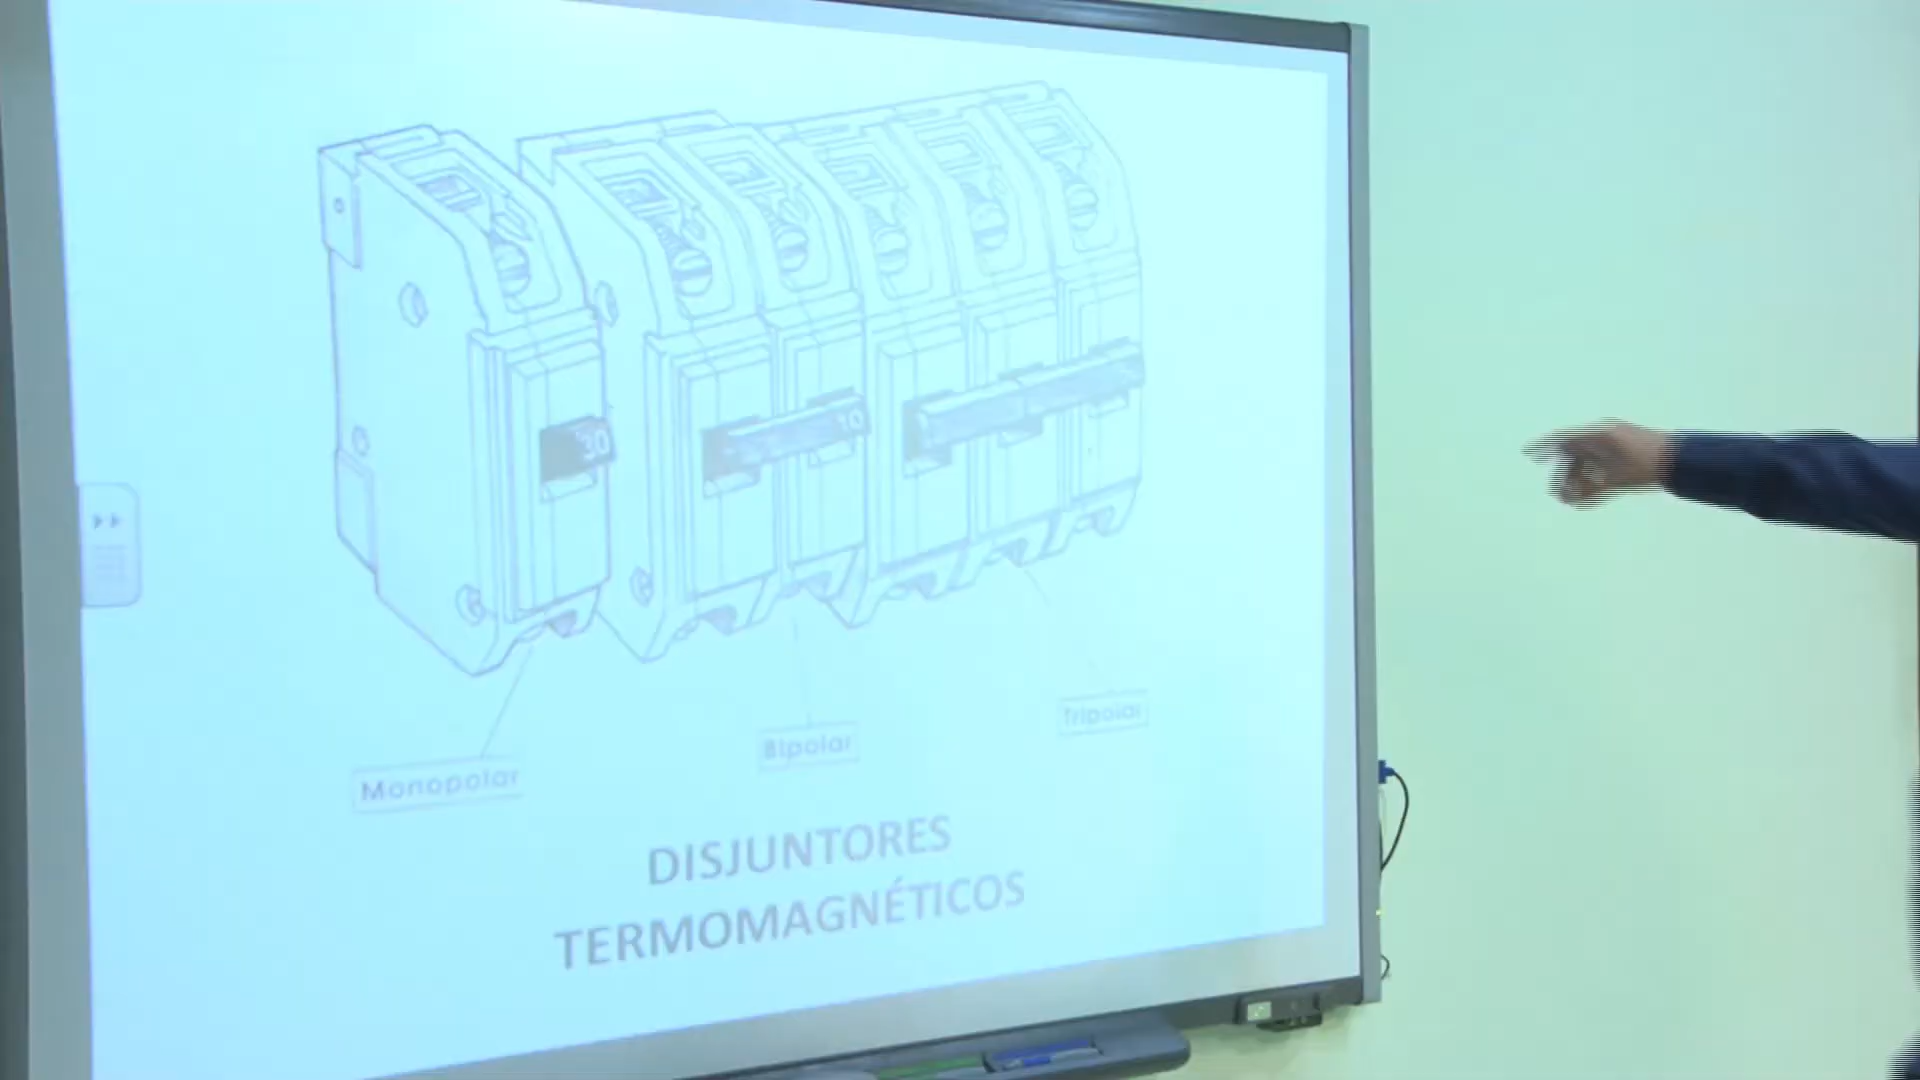 30
10
Monopolar
Bipolar
Tripolar
DISJUNTORES
TERMOMAGNÉTICOS